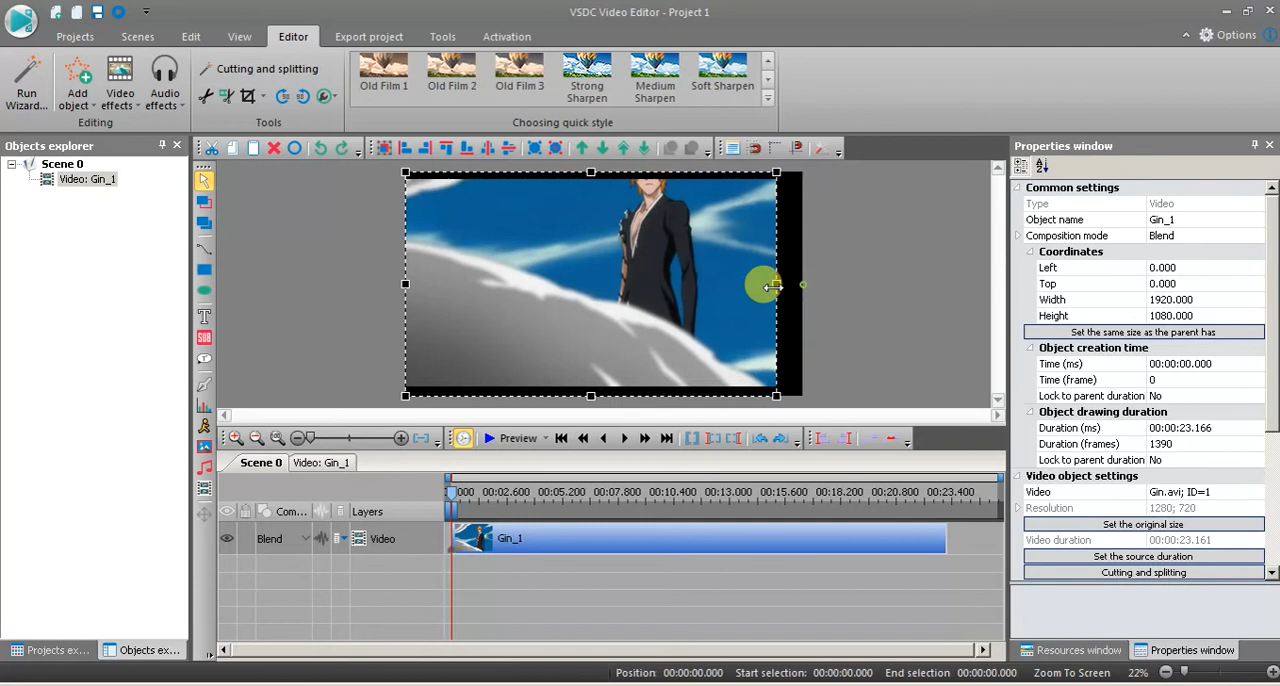 VSDC Video Editor - Project 1
Projects Scenes Edit View Editor Export project Tools Activation Options
Run Wizard... Add object Video effects Audio effects Cutting and splitting Old Film 1 Old Film 2 Old Film 3 Strong Sharpen Medium Sharpen Soft Sharpen
Editing Tools Choosing quick style
Objects explorer
Scene 0
Video: Gin_1
SUB
Properties window
Common settings
Type Video
Object name Gin_1
Composition mode Blend
Coordinates
Left 0.000
Top 0.000
Width 1920.000
Height 1080.000
Set the same size as the parent has
Object creation time
Time (ms) 00:00:00.000
Time (frame) 0
Lock to parent duration No
Object drawing duration
Duration (ms) 00:00:23.166
Duration (frames) 1390
Lock to parent duration No
Video object settings
Video Gin.avi; ID=1
Resolution 1280; 720
Set the original size
Video duration 00:00:23.161
Set the source duration
Cutting and splitting
Preview
Scene 0 Video: Gin_1
000 00:02.600 00:05.200 00:07.800 00:10.400 00:13.000 00:15.600 00:18.200 00:20.800 00:23.400
Com... Layers
Blend Video Gin_1
Projects ex... Objects ex... Resources window Properties window
Position: 00:00:00.000 Start selection: 00:00:00.000 End selection: 00:00:00.000 Zoom To Screen 22%